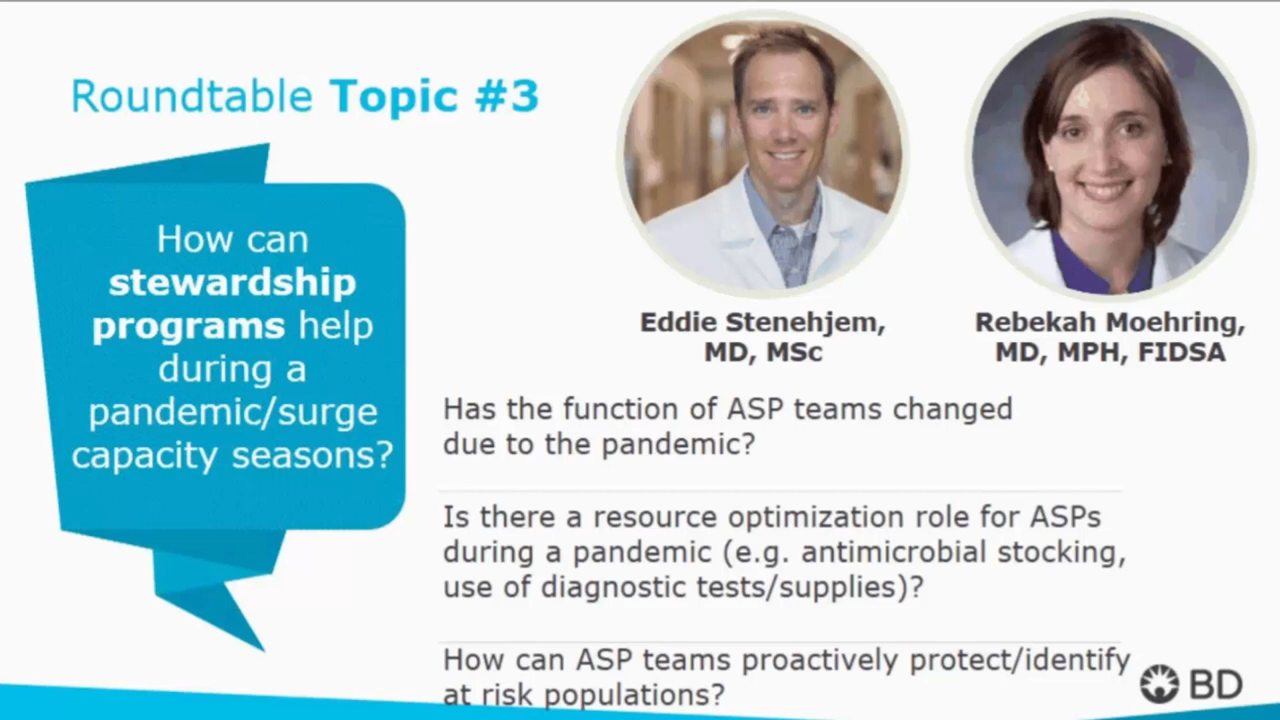 Roundtable Topic #3
How can
stewardship
programs help
during a
pandemic/surge
capacity seasons?
Eddie Stenehjem,
MD, MSc
Rebekah Moehring,
MD, MPH, FIDSA
Has the function of ASP teams changed
due to the pandemic?
Is there a resource optimization role for ASPs
during a pandemic (e.g. antimicrobial stocking,
use of diagnostic tests/supplies)?
How can ASP teams proactively protect/identify
at risk populations?
BD